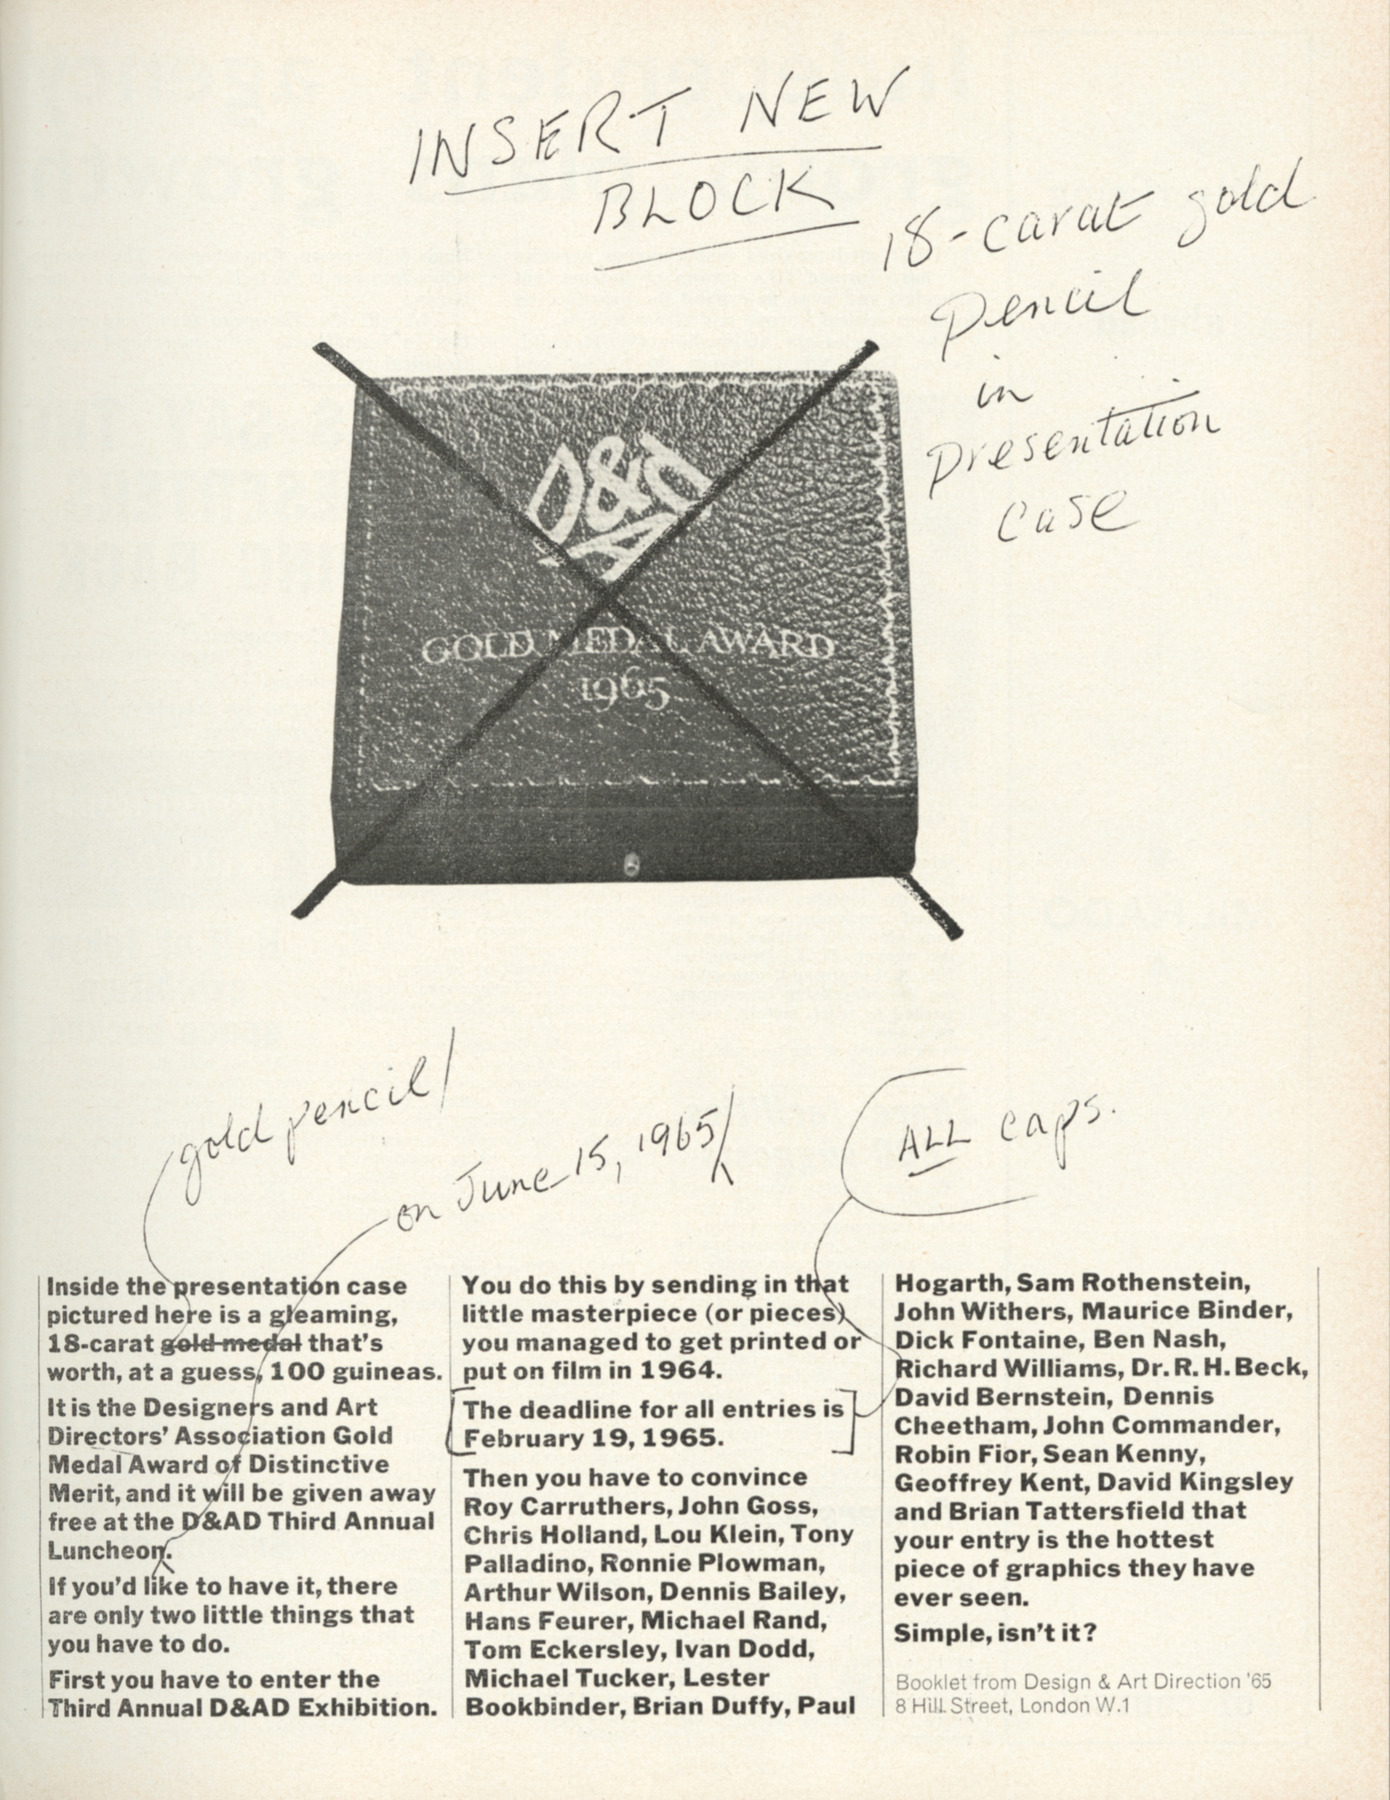 INSERT NEW
BLOCK
18-carat gold
pencil
in
presentation
case
D&AD
GOLD MEDAL AWARD
1965
gold pencil/
on June 15, 1965/
ALL caps.
Inside the presentation case
pictured here is a gleaming,
18-carat gold medal that's
worth, at a guess, 100 guineas.
It is the Designers and Art
Directors' Association Gold
Medal Award of Distinctive
Merit, and it will be given away
free at the D&AD Third Annual
Luncheon.
If you'd like to have it, there
are only two little things that
you have to do.
First you have to enter the
Third Annual D&AD Exhibition.
You do this by sending in that
little masterpiece (or pieces)
you managed to get printed or
put on film in 1964.
[The deadline for all entries is
February 19, 1965.]
Then you have to convince
Roy Carruthers, John Goss,
Chris Holland, Lou Klein, Tony
Palladino, Ronnie Plowman,
Arthur Wilson, Dennis Bailey,
Hans Feurer, Michael Rand,
Tom Eckersley, Ivan Dodd,
Michael Tucker, Lester
Bookbinder, Brian Duffy, Paul
Hogarth, Sam Rothenstein,
John Withers, Maurice Binder,
Dick Fontaine, Ben Nash,
Richard Williams, Dr. R. H. Beck,
David Bernstein, Dennis
Cheetham, John Commander,
Robin Fior, Sean Kenny,
Geoffrey Kent, David Kingsley
and Brian Tattersfield that
your entry is the hottest
piece of graphics they have
ever seen.
Simple, isn't it?
Booklet from Design & Art Direction '65
8 Hill Street, London W.1